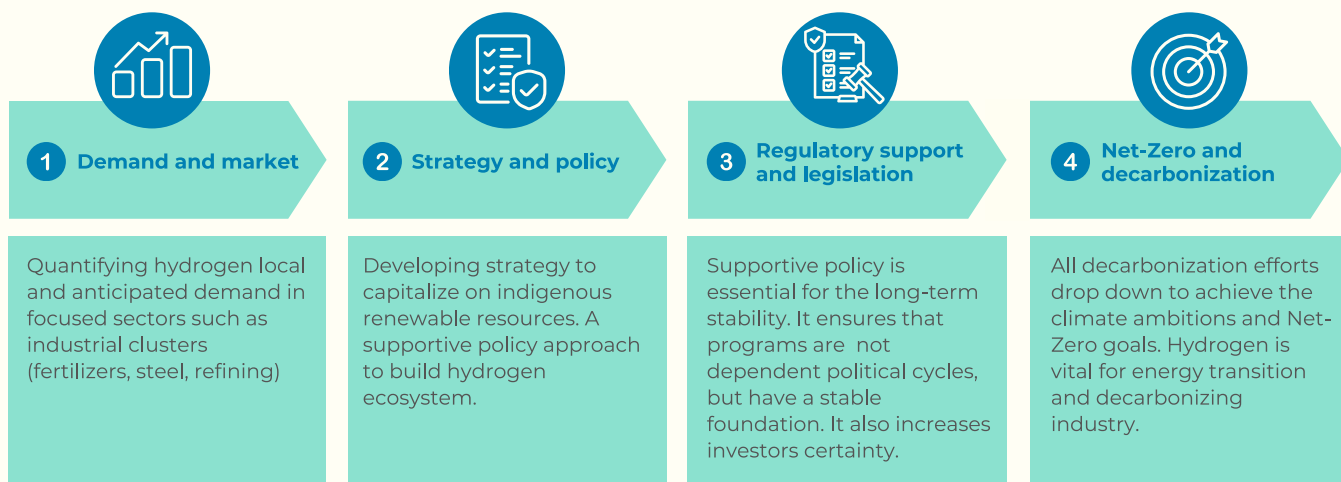 1 Demand and market
Quantifying hydrogen local
and anticipated demand in
focused sectors such as
industrial clusters
(fertilizers, steel, refining)
2 Strategy and policy
Developing strategy to
capitalize on indigenous
renewable resources. A
supportive policy approach
to build hydrogen
ecosystem.
3 Regulatory support
and legislation
Supportive policy is
essential for the long-term
stability. It ensures that
programs are not
dependent political cycles,
but have a stable
foundation. It also increases
investors certainty.
4 Net-Zero and
decarbonization
All decarbonization efforts
drop down to achieve the
climate ambitions and Net-
Zero goals. Hydrogen is
vital for energy transition
and decarbonizing
industry.